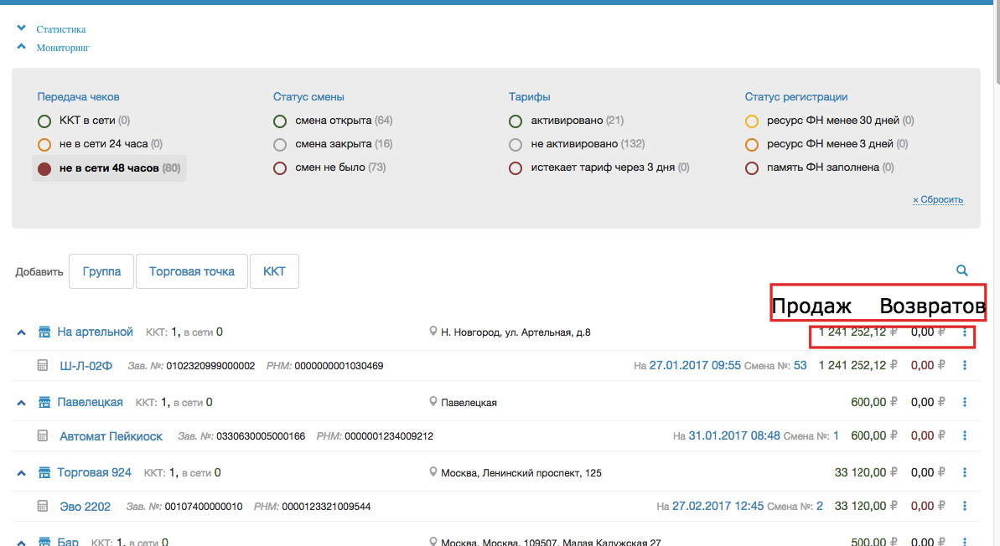 Статистика
Мониторинг
Передача чеков
ККТ в сети (0)
не в сети 24 часа (0)
не в сети 48 часов (80)
Статус смены
смена открыта (64)
смена закрыта (16)
смен не было (73)
Тарифы
активировано (21)
не активировано (132)
истекает тариф через 3 дня (0)
Статус регистрации
ресурс ФН менее 30 дней (0)
ресурс ФН менее 3 дней (0)
память ФН заполнена (0)
× Сбросить
Добавить Группа Торговая точка ККТ
Продаж Возвратов
На артельной ККТ: 1, в сети 0 Н. Новгород, ул. Артельная, д.8 1 241 252,12 ₽ 0,00 ₽
Ш-Л-02Ф Зав. №: 0102320999000002 РНМ: 0000000001030469 На 27.01.2017 09:55 Смена №: 53 1 241 252,12 ₽ 0,00 ₽
Павелецкая ККТ: 1, в сети 0 Павелецкая 600,00 ₽ 0,00 ₽
Автомат Пейкиоск Зав. №: 0330630005000166 РНМ: 0000001234009212 На 31.01.2017 08:48 Смена №: 1 600,00 ₽ 0,00 ₽
Торговая 924 ККТ: 1, в сети 0 Москва, Ленинский проспект, 125 33 120,00 ₽ 0,00 ₽
Эво 2202 Зав. №: 00107400000010 РНМ: 0000123321009544 На 27.02.2017 12:45 Смена №: 2 33 120,00 ₽ 0,00 ₽
Бар ККТ: 1, в сети 0 Москва, Москва, 109507, Малая Калужская 27 500,00 ₽ 0,00 ₽